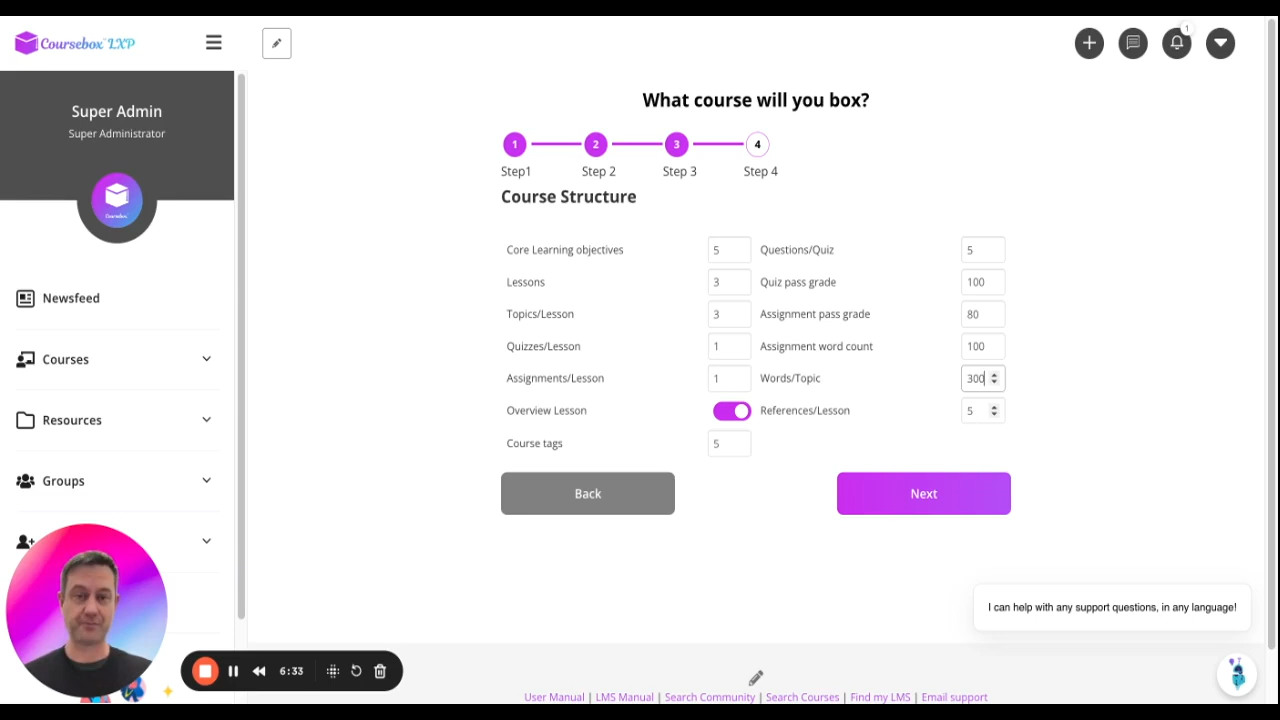 Coursebox™ LXP
1
Super Admin
Super Administrator
Coursebox
What course will you box?
1 2 3 4
Step1 Step 2 Step 3 Step 4
Course Structure
Core Learning objectives 5 Questions/Quiz 5
Lessons 3 Quiz pass grade 100
Topics/Lesson 3 Assignment pass grade 80
Quizzes/Lesson 1 Assignment word count 100
Assignments/Lesson 1 Words/Topic 300
Overview Lesson References/Lesson 5
Course tags 5
Back Next
Newsfeed
Courses
Resources
Groups
I can help with any support questions, in any language!
6:33
User Manual | LMS Manual | Search Community | Search Courses | Find my LMS | Email support